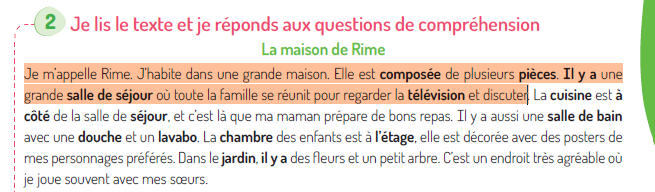 2 Je lis le texte et je réponds aux questions de compréhension
La maison de Rime
Je m'appelle Rime. J'habite dans une grande maison. Elle est composée de plusieurs pièces. Il y a une
grande salle de séjour où toute la famille se réunit pour regarder la télévision et discuter. La cuisine est à
côté de la salle de séjour, et c'est là que ma maman prépare de bons repas. Il y a aussi une salle de bain
avec une douche et un lavabo. La chambre des enfants est à l'étage, elle est décorée avec des posters de
mes personnages préférés. Dans le jardin, il y a des fleurs et un petit arbre. C'est un endroit très agréable où
je joue souvent avec mes sœurs.